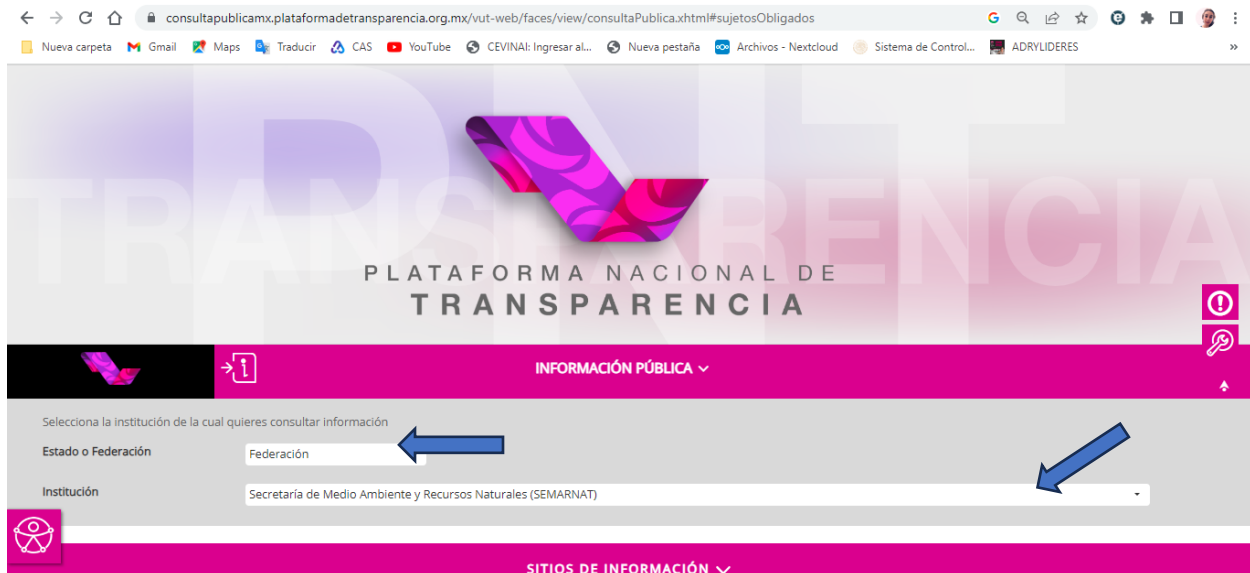 consultapublicamx.plataformadetransparencia.org.mx/vut-web/faces/view/consultaPublica.xhtml#sujetosObligados
Nueva carpeta Gmail Maps Traducir CAS YouTube CEVINAI: Ingresar al... Nueva pestaña Archivos - Nextcloud Sistema de Control... ADRYLIDERES »
PNT
TRANSPARENCIA
PLATAFORMA NACIONAL DE
TRANSPARENCIA
INFORMACIÓN PÚBLICA
Selecciona la institución de la cual quieres consultar información
Estado o Federación Federación
Institución Secretaría de Medio Ambiente y Recursos Naturales (SEMARNAT)
SITIOS DE INFORMACIÓN